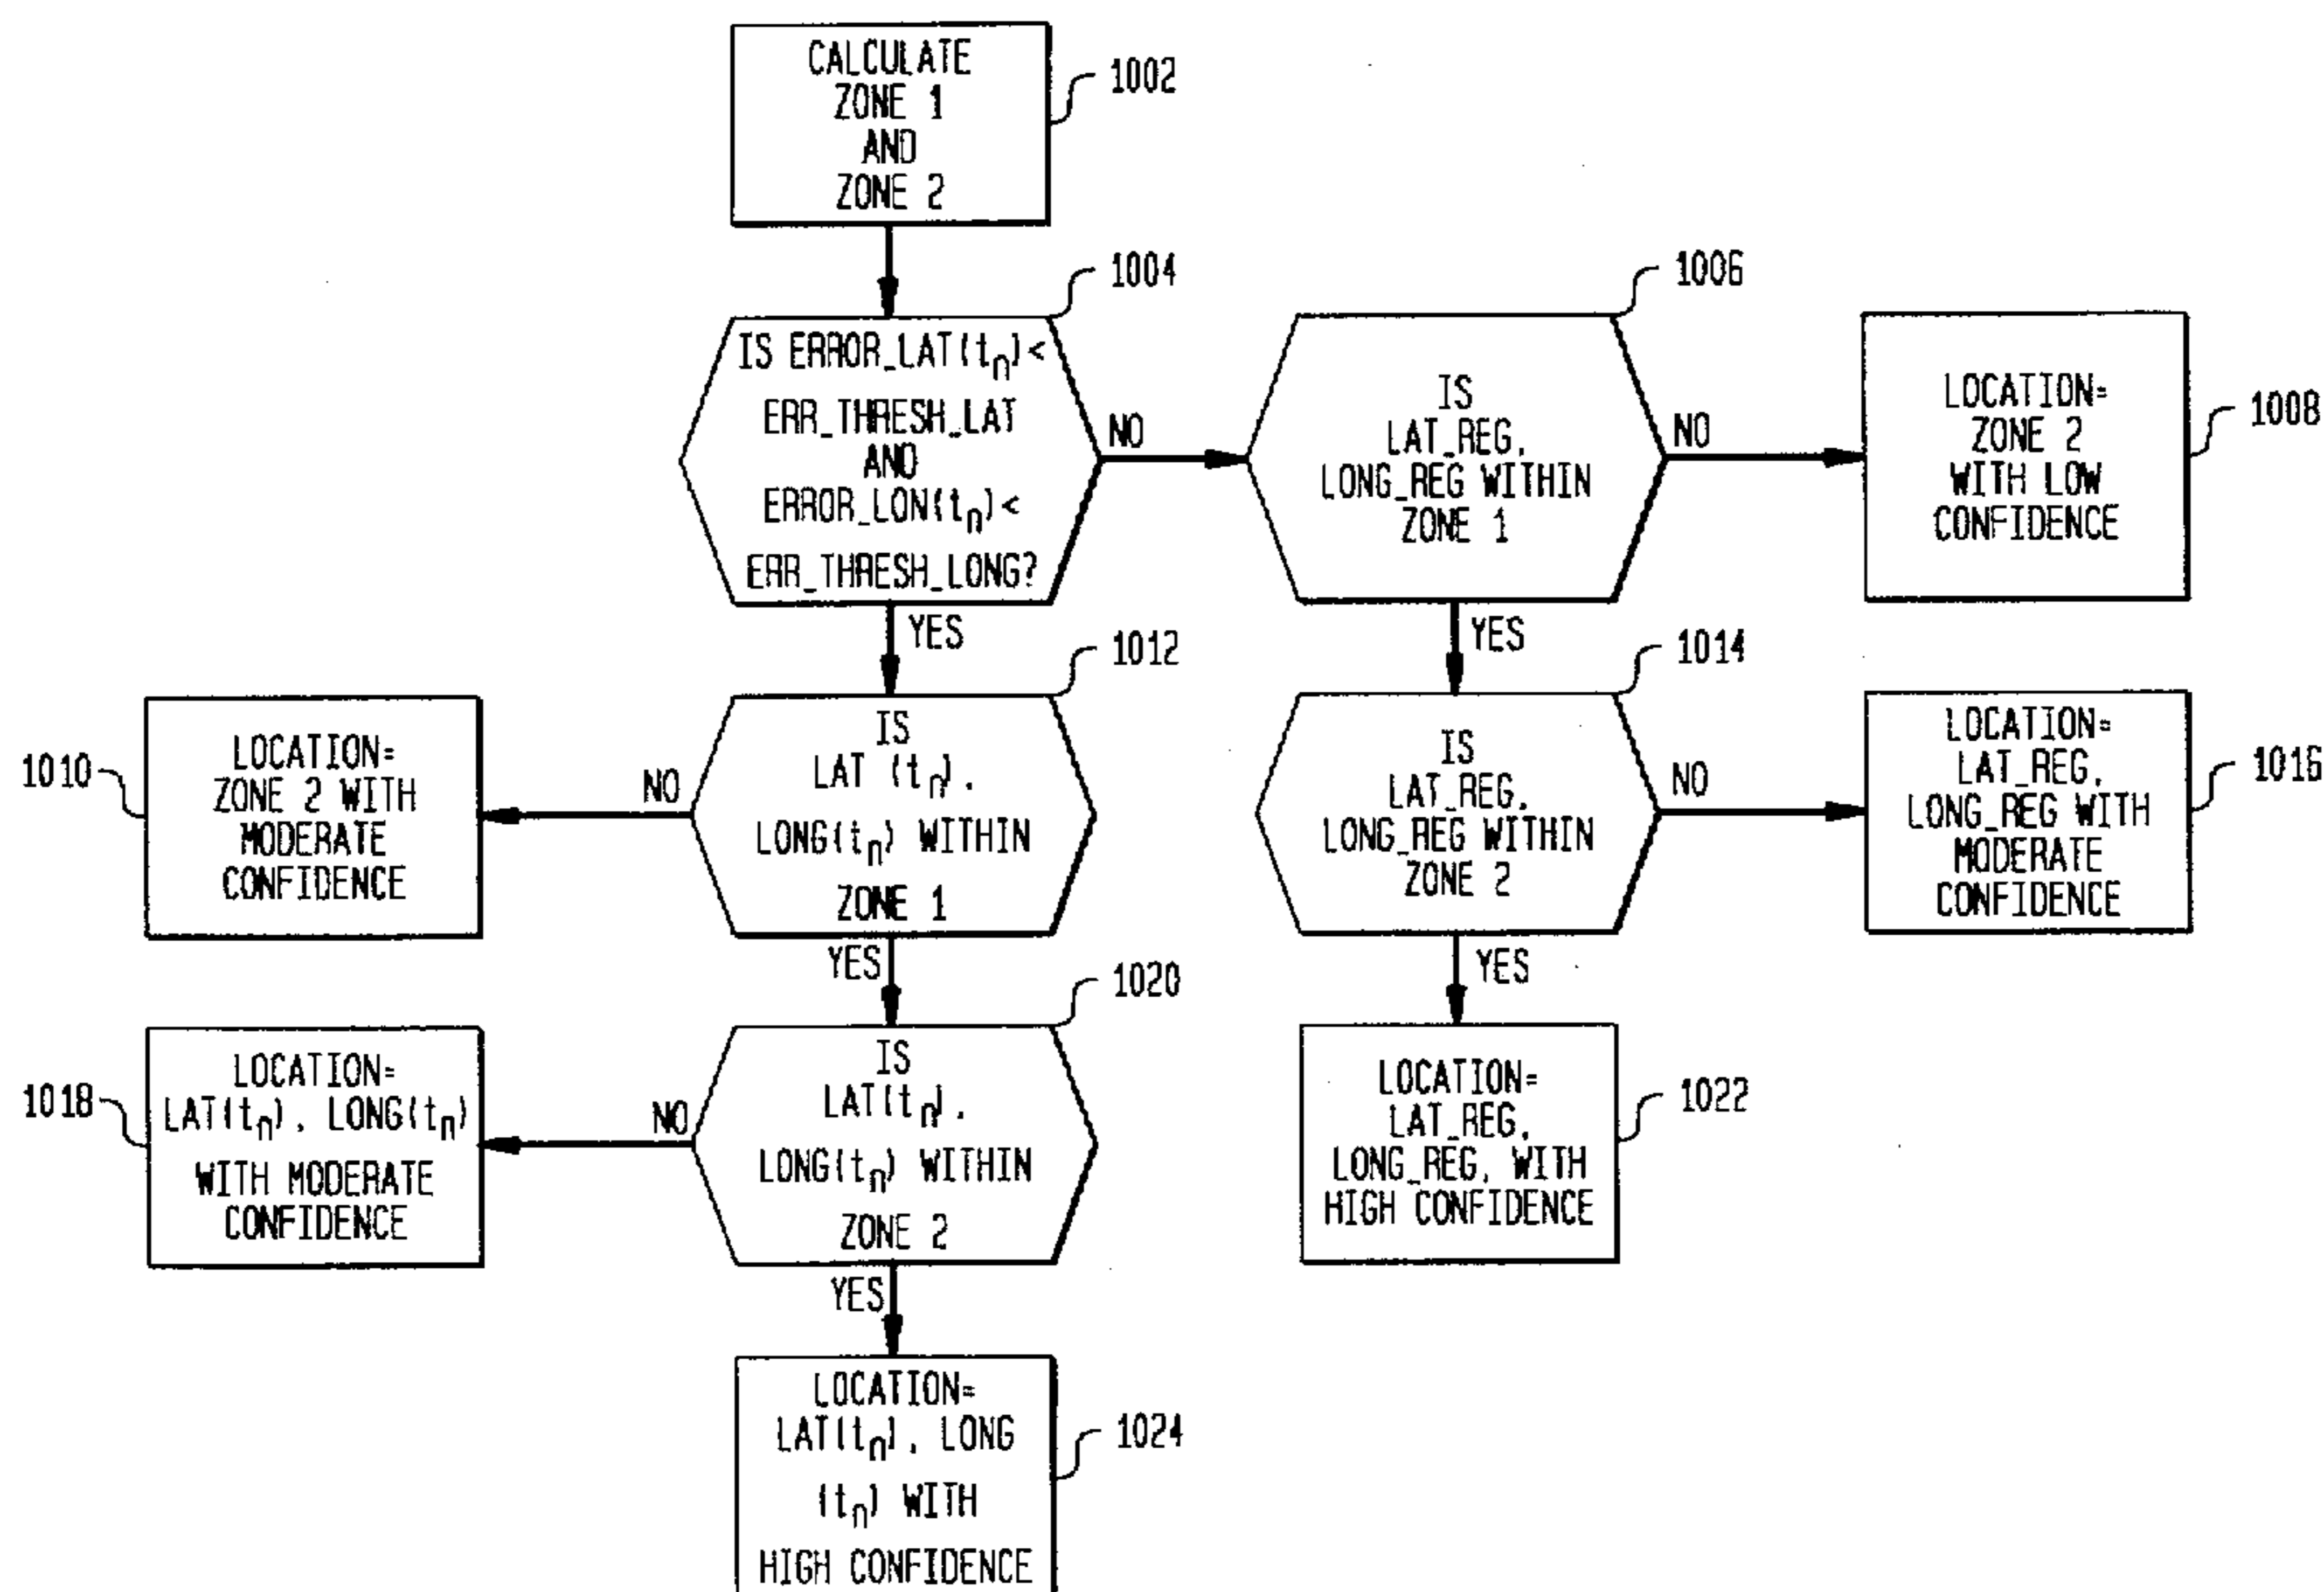 CALCULATE
ZONE 1
AND
ZONE 2
1002
IS ERROR_LAT(tn)<
ERR_THRESH_LAT
AND
ERROR_LON(tn)<
ERR_THRESH_LONG?
1004
NO
YES
IS
LAT_REG,
LONG_REG WITHIN
ZONE 1
1006
NO
YES
LOCATION=
ZONE 2
WITH LOW
CONFIDENCE
1008
1010
LOCATION=
ZONE 2 WITH
MODERATE
CONFIDENCE
NO
IS
LAT (tn),
LONG(tn) WITHIN
ZONE 1
1012
YES
IS
LAT_REG,
LONG_REG WITHIN
ZONE 2
1014
NO
YES
LOCATION=
LAT_REG,
LONG_REG WITH
MODERATE
CONFIDENCE
1016
1018
LOCATION=
LAT(tn), LONG(tn)
WITH MODERATE
CONFIDENCE
NO
IS
LAT(tn),
LONG(tn) WITHIN
ZONE 2
1020
YES
LOCATION=
LAT_REG,
LONG_REG, WITH
HIGH CONFIDENCE
1022
LOCATION=
LAT(tn), LONG
(tn) WITH
HIGH CONFIDENCE
1024